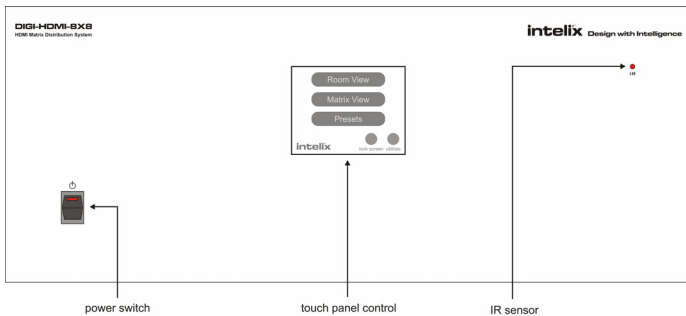 DIGI-HDMI-8X8
HDMI Matrix Distribution System
intelix Design with Intelligence
IR
Room View
Matrix View
Presets
lock screen utilities
intelix
power switch
touch panel control
IR sensor